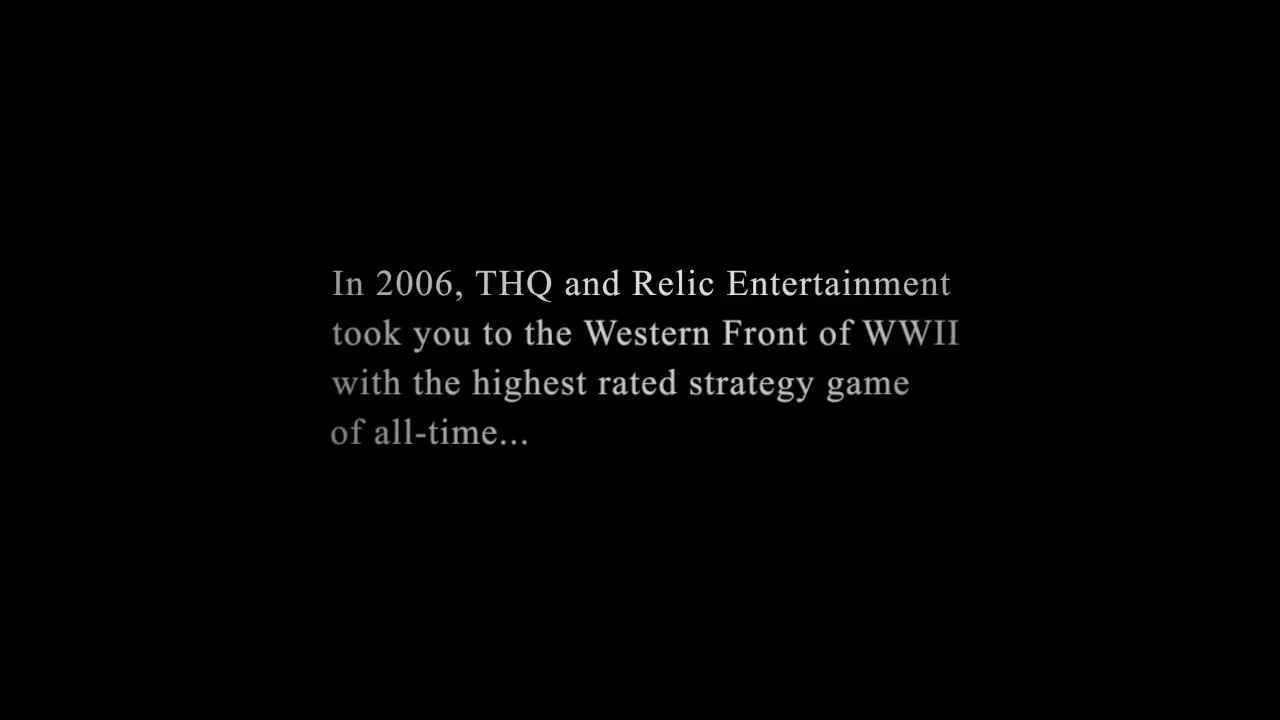 In 2006, THQ and Relic Entertainment
took you to the Western Front of WWII
with the highest rated strategy game
of all-time...